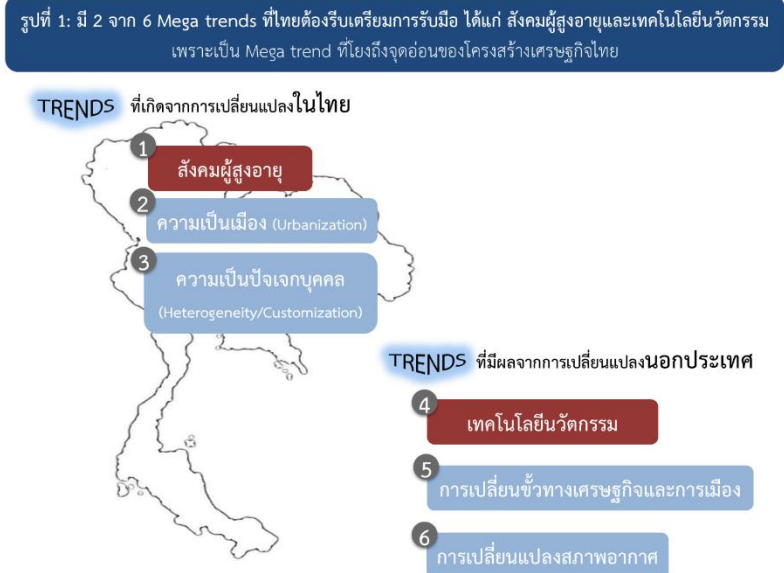 รูปที่ 1: มี 2 จาก 6 Mega trends ที่ไทยต้องรีบเตรียมการรับมือ ได้แก่ สังคมผู้สูงอายุและเทคโนโลยีนวัตกรรม
เพราะเป็น Mega trend ที่โยงถึงจุดอ่อนของโครงสร้างเศรษฐกิจไทย
TRENDS ที่เกิดจากการเปลี่ยนแปลงในไทย
1
สังคมผู้สูงอายุ
2
ความเป็นเมือง (Urbanization)
3
ความเป็นปัจเจกบุคคล
(Heterogeneity/Customization)
TRENDS ที่มีผลจากการเปลี่ยนแปลงนอกประเทศ
4
เทคโนโลยีนวัตกรรม
5
การเปลี่ยนขั้วทางเศรษฐกิจและการเมือง
6
การเปลี่ยนแปลงสภาพอากาศ